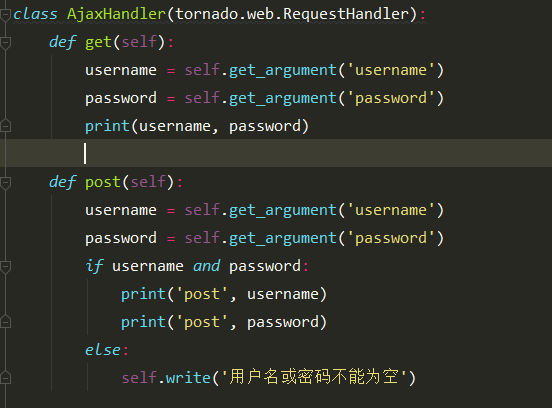 class AjaxHandler(tornado.web.RequestHandler):
    def get(self):
        username = self.get_argument('username')
        password = self.get_argument('password')
        print(username, password)
    def post(self):
        username = self.get_argument('username')
        password = self.get_argument('password')
        if username and password:
            print('post', username)
            print('post', password)
        else:
            self.write('用户名或密码不能为空')